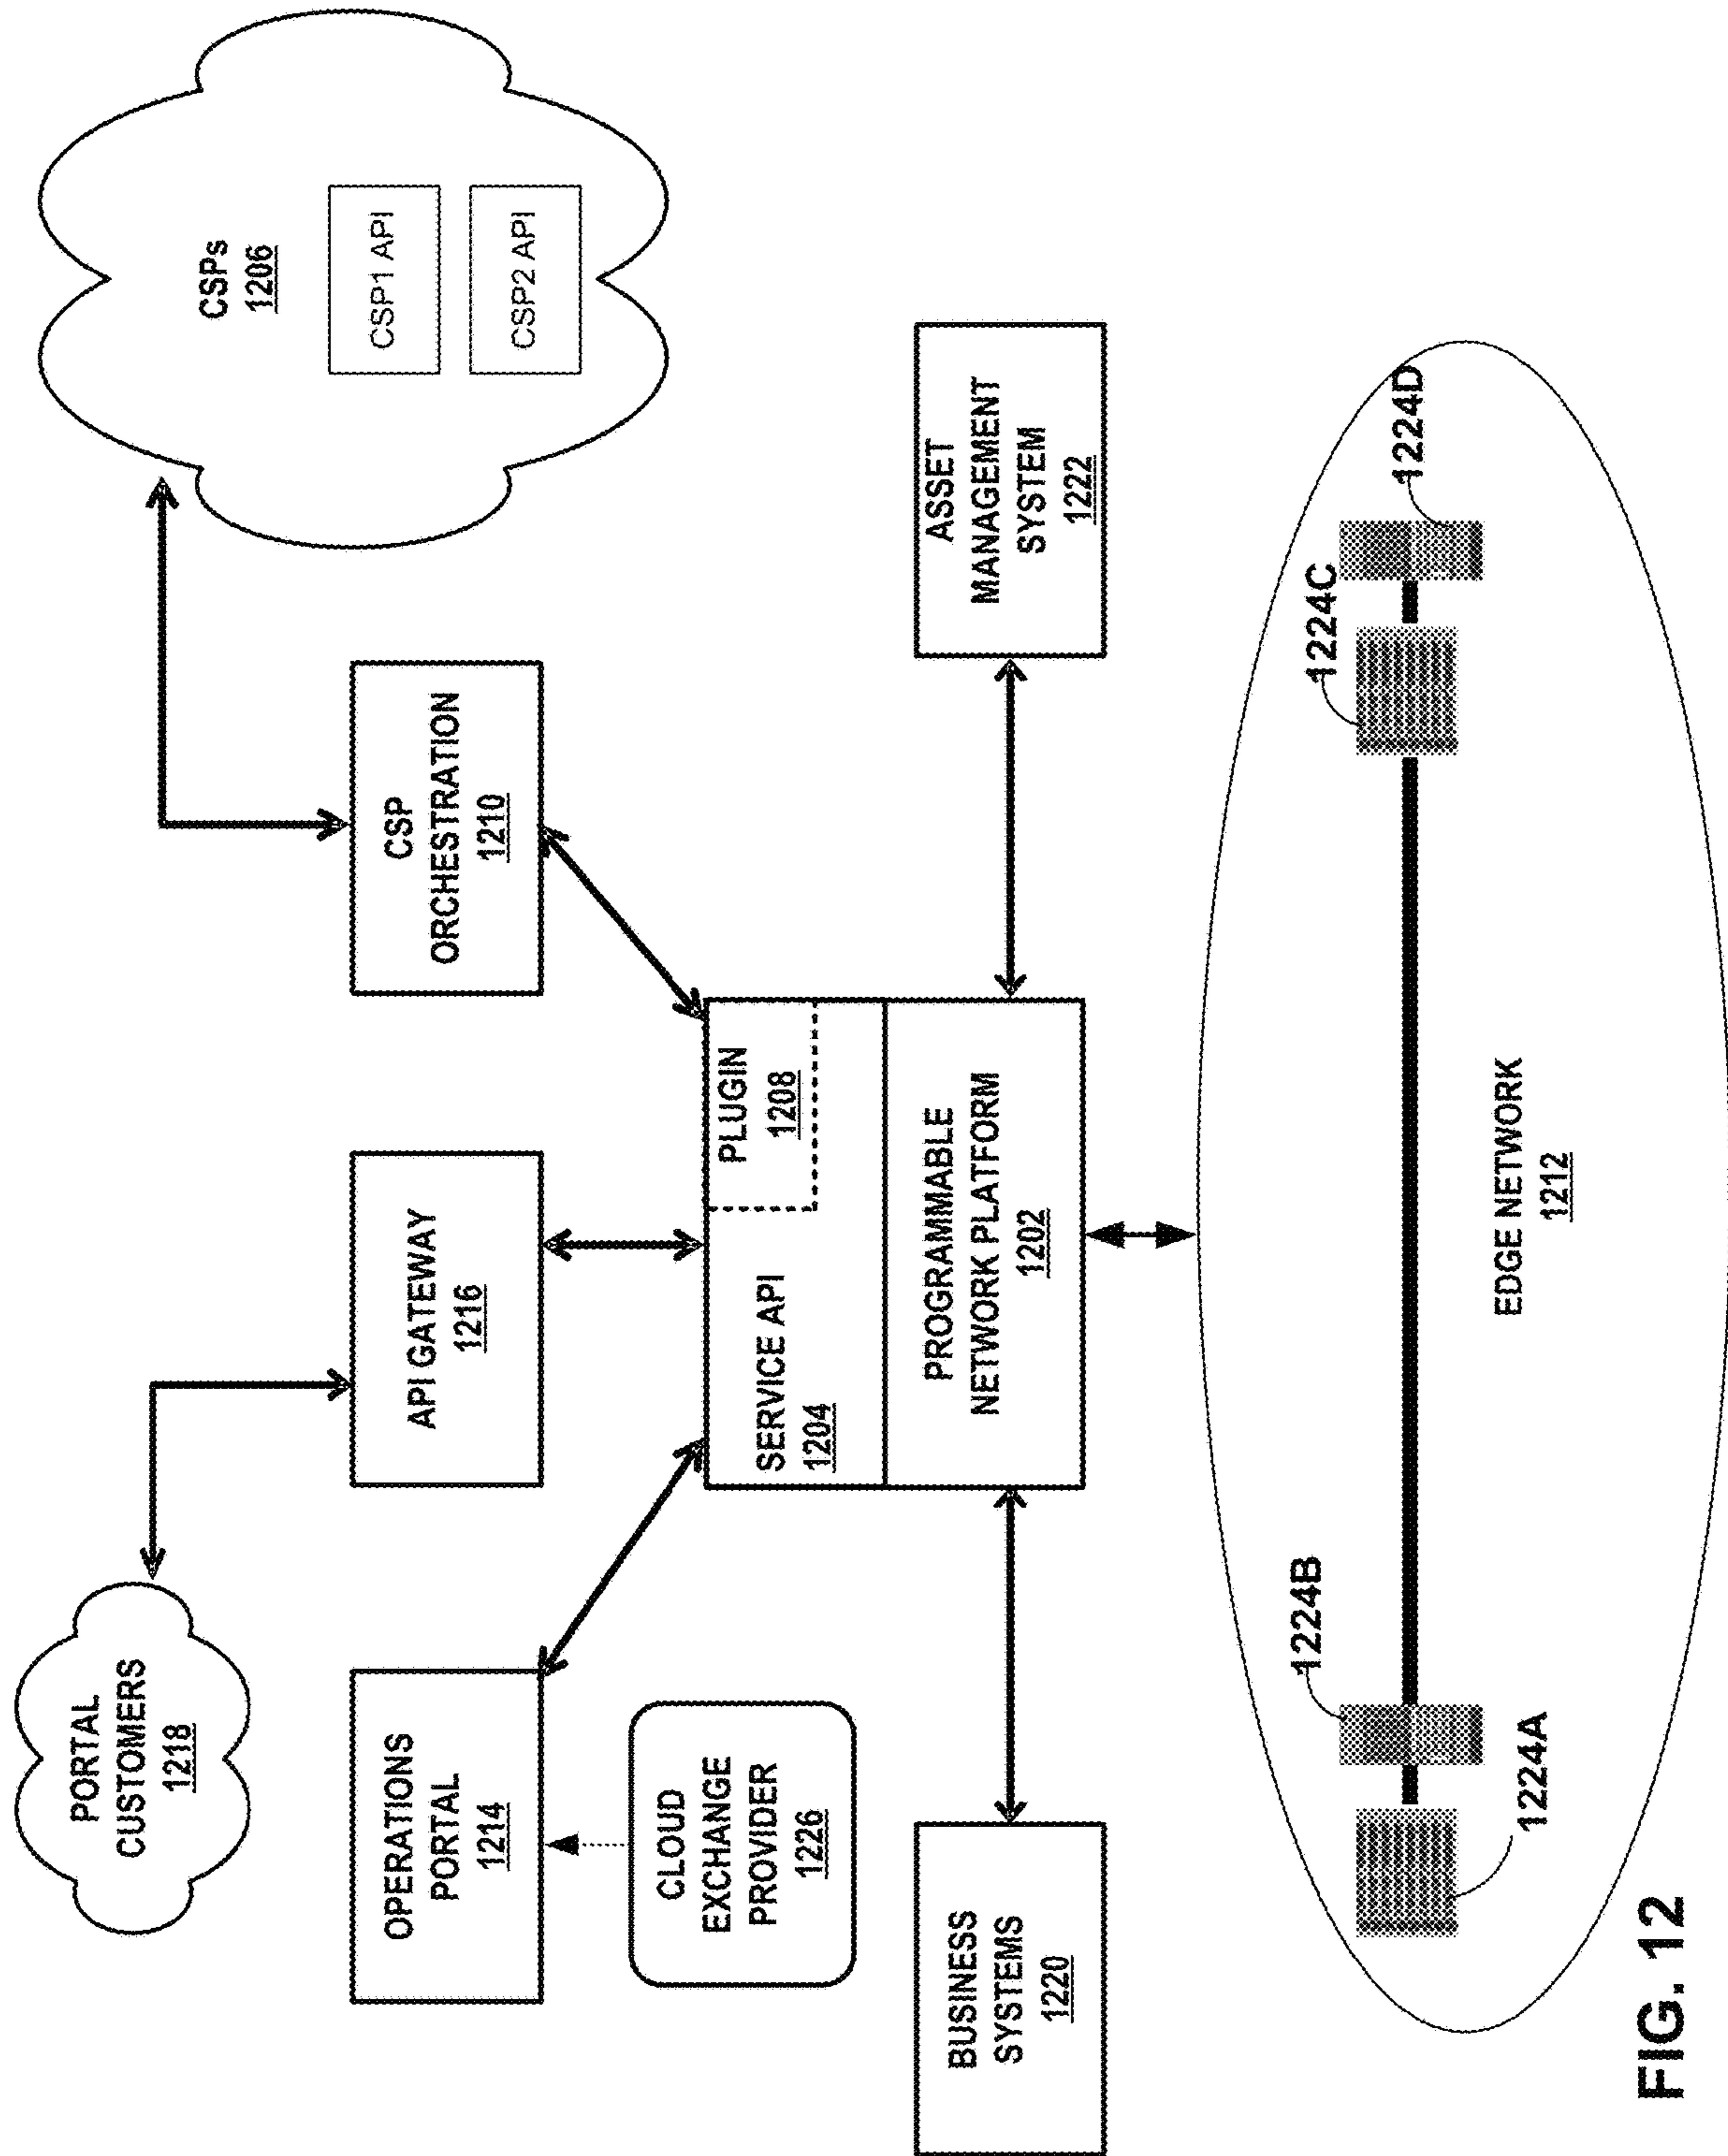 PORTAL
CUSTOMERS
1218
CSPs
1206
CSP1 API
CSP2 API
OPERATIONS
PORTAL
1214
API GATEWAY
1216
CSP
ORCHESTRATION
1210
CLOUD
EXCHANGE
PROVIDER
1226
SERVICE API
1204
PLUGIN
1208
PROGRAMMABLE
NETWORK PLATFORM
1202
BUSINESS
SYSTEMS
1220
ASSET
MANAGEMENT
SYSTEM
1222
1224B
1224C
1224D
1224A
EDGE NETWORK
1212
FIG. 12